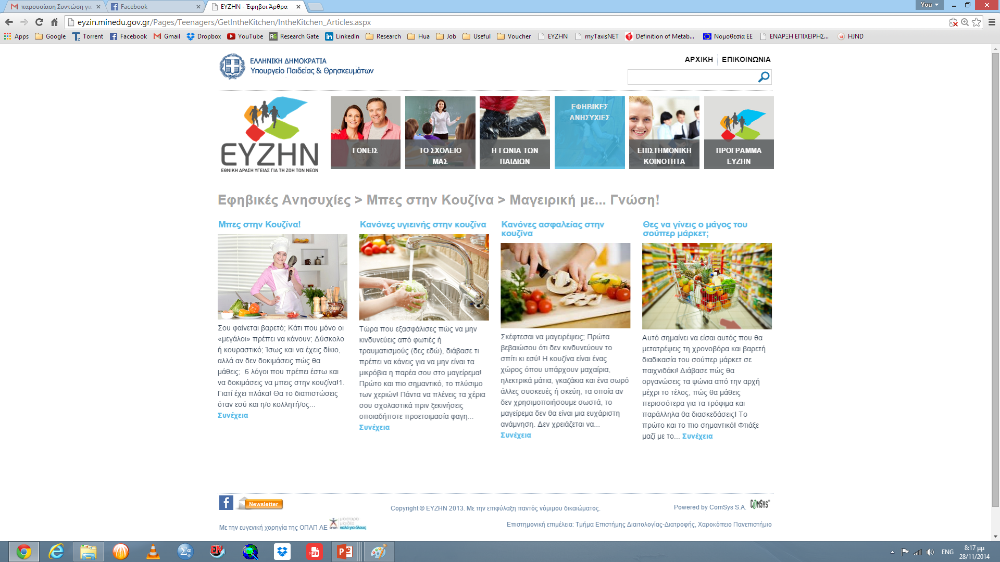 παρουσίαση Συντώση για
Facebook
ΕΥΖΗΝ - Έφηβοι Άρθρα
You
eyzin.minedu.gov.gr/Pages/Teenagers/GetIntheKitchen/IntheKitchen_Articles.aspx
Apps Google Torrent Facebook Gmail Dropbox YouTube Research Gate LinkedIn Research Hua Job Useful Voucher ΕΥΖΗΝ myTaxisNET Definition of Metab... Νομοθεσία ΕΕ ΕΝΑΡΞΗ ΕΠΙΧΕΙΡΗΣ... HJND
ΕΛΛΗΝΙΚΗ ΔΗΜΟΚΡΑΤΙΑ
Υπουργείο Παιδείας & Θρησκευμάτων
ΑΡΧΙΚΗ ΕΠΙΚΟΙΝΩΝΙΑ
ΕΥΖΗΝ
ΕΘΝΙΚΗ ΔΡΑΣΗ ΥΓΕΙΑΣ ΓΙΑ ΤΗ ΖΩΗ ΤΩΝ ΝΕΩΝ
ΓΟΝΕΙΣ
ΤΟ ΣΧΟΛΕΙΟ
ΜΑΣ
Η ΓΩΝΙΑ ΤΩΝ
ΠΑΙΔΙΩΝ
ΕΦΗΒΙΚΕΣ
ΑΝΗΣΥΧΙΕΣ
ΕΠΙΣΤΗΜΟΝΙΚΗ
ΚΟΙΝΟΤΗΤΑ
ΠΡΟΓΡΑΜΜΑ
ΕΥΖΗΝ
Εφηβικές Ανησυχίες > Μπες στην Κουζίνα > Μαγειρική με... Γνώση!
Μπες στην Κουζίνα!
Σου φαίνεται βαρετό; Κάτι που μόνο οι
«μεγάλοι» πρέπει να κάνουν; Δύσκολο
ή κουραστικό; Ίσως και να έχεις δίκιο,
αλλά αν δεν δοκιμάσεις πώς θα
μάθεις;  6 λόγοι που πρέπει έστω και
να δοκιμάσεις να μπεις στην κουζίνα!1.
Γιατί έχει πλάκα! Θα το διαπιστώσεις
όταν εσύ και η/ο κολλητή/ος...
Συνέχεια
Κανόνες υγιεινής στην κουζίνα
Τώρα που εξασφάλισες πώς να μην
κινδυνεύεις από φωτιές ή
τραυματισμούς (δες εδώ), διάβασε τι
πρέπει να κάνεις για να μην είναι τα
μικρόβια η παρέα σου στο μαγείρεμα!
Πρώτο και πιο σημαντικό, το πλύσιμο
των χεριών! Πάντα να πλένεις τα χέρια
σου σχολαστικά πριν ξεκινήσεις
οποιαδήποτε προετοιμασία φαγη...
Συνέχεια
Κανόνες ασφαλείας στην
κουζίνα
Σκέφτεσαι να μαγειρέψεις; Πρώτα
βεβαιώσου ότι δεν κινδυνεύουν το
σπίτι κι εσύ! Η κουζίνα είναι ένας
χώρος όπου υπάρχουν μαχαίρια,
ηλεκτρικά μάτια, γκαζάκια και ένα σωρό
άλλες συσκευές ή σκεύη, τα οποία αν
δεν χρησιμοποιήσουμε σωστά, το
μαγείρεμα δεν θα είναι μια ευχάριστη
ανάμνηση. Δεν χρειάζεται να...
Συνέχεια
Θες να γίνεις ο μάγος του
σούπερ μάρκετ;
Αυτό σημαίνει να είσαι αυτός που θα
μετατρέψεις τη χρονοβόρα και βαρετή
διαδικασία του σούπερ μάρκετ σε
παιχνιδάκι! Διάβασε πώς θα
οργανώσεις τα ψώνια από την αρχή
μέχρι το τέλος, πώς θα μάθεις
περισσότερα για τα τρόφιμα και
παράλληλα θα διασκεδάσεις! Το
πρώτο και το πιο σημαντικό! Φτιάξε
μαζί με το... Συνέχεια
Newsletter
Copyright © ΕΥΖΗΝ 2013. Με την επιφύλαξη παντός νόμιμου δικαιώματος.
Powered by ComSys S.A. COMSYS
Με την ευγενική χορηγία της ΟΠΑΠ ΑΕ
μία εταιρία
μία ιδέα
καλό για όλους
οπαπ
Επιστημονική επιμέλεια: Τμήμα Επιστήμης Διαιτολογίας-Διατροφής, Χαροκόπειο Πανεπιστήμιο
MP3
ENG
8:17 μμ
28/11/2014